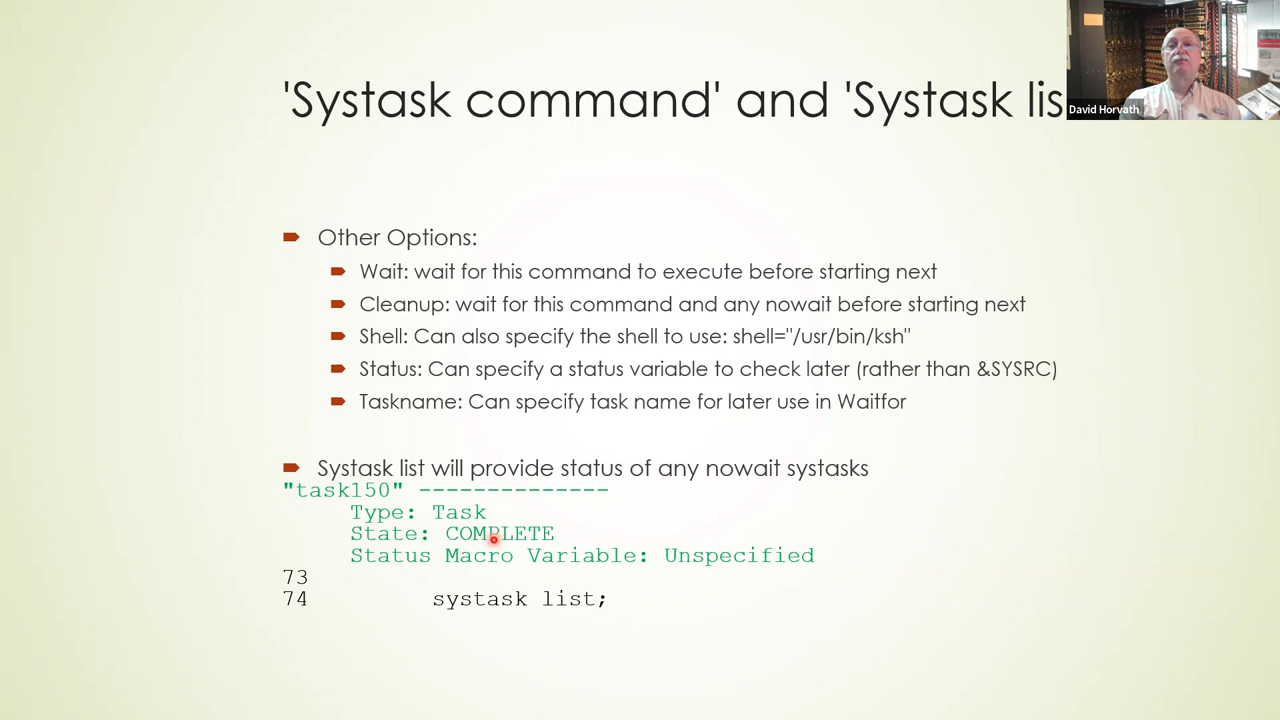 'Systask command' and 'Systask lis
David Horvath
Other Options:
Wait: wait for this command to execute before starting next
Cleanup: wait for this command and any nowait before starting next
Shell: Can also specify the shell to use: shell="/usr/bin/ksh"
Status: Can specify a status variable to check later (rather than &SYSRC)
Taskname: Can specify task name for later use in Waitfor
Systask list will provide status of any nowait systasks
"task150" --------------
Type: Task
State: COMPLETE
Status Macro Variable: Unspecified
73
74 systask list;